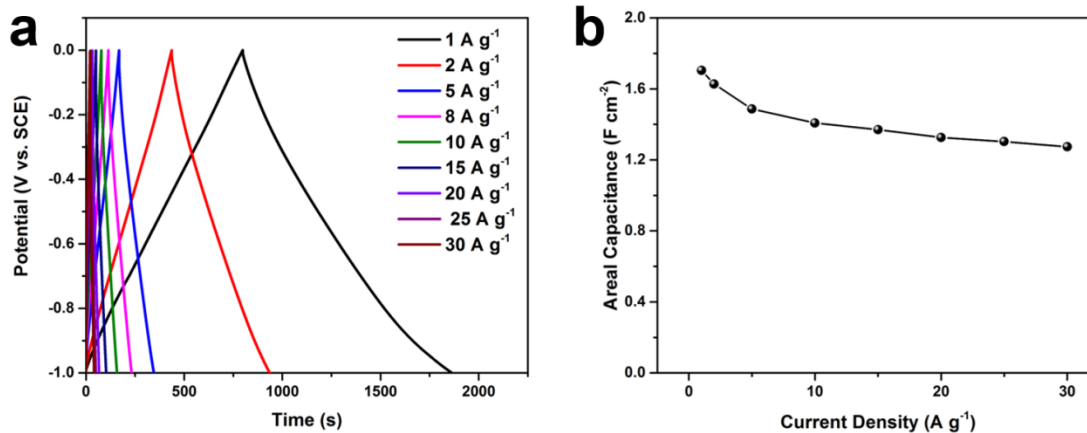 a
0.0
-0.2
-0.4
-0.6
-0.8
-1.0
Potential (V vs. SCE)
0
500
1000
1500
2000
Time (s)
1 A g⁻¹
2 A g⁻¹
5 A g⁻¹
8 A g⁻¹
10 A g⁻¹
15 A g⁻¹
20 A g⁻¹
25 A g⁻¹
30 A g⁻¹
b
2.0
1.6
1.2
0.8
0.4
0.0
Areal Capacitance (F cm⁻²)
0
10
20
30
Current Density (A g⁻¹)